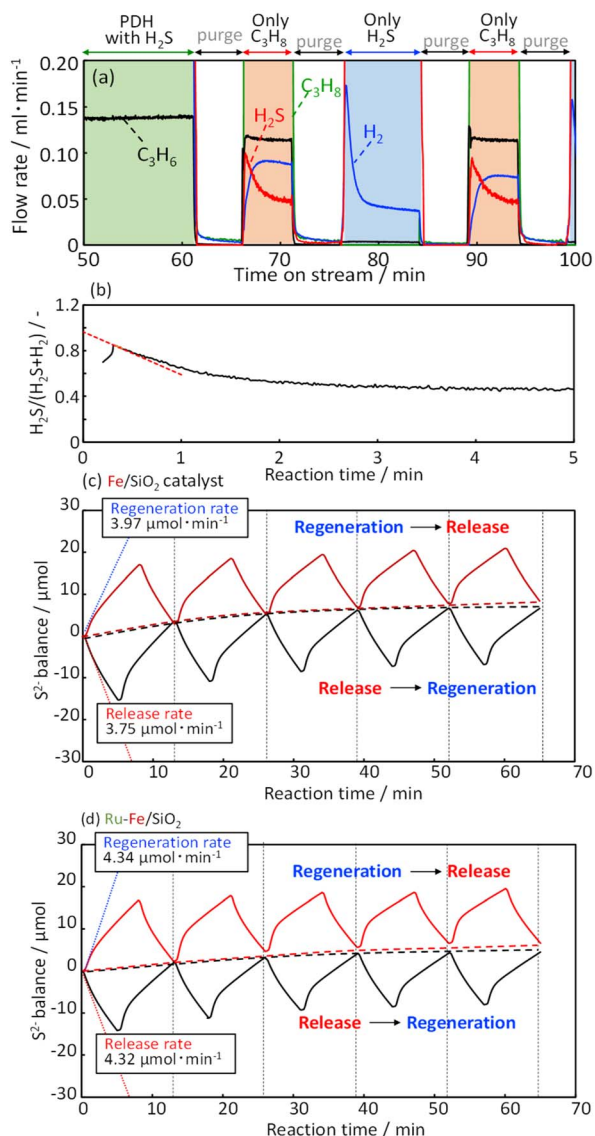 PDH
with H₂S
purge
Only
C₃H₈
purge
Only
H₂S
purge
Only
C₃H₈
purge
(a)
0.20
0.15
0.10
0.05
0
Flow rate / ml・min⁻¹
C₃H₆
H₂S
C₃H₈
H₂
50
60
70
80
90
100
Time on stream / min
(b)
1.2
0.8
0.4
0
H₂S/(H₂S+H₂) / -
0
1
2
3
4
5
Reaction time / min
(c) Fe/SiO₂ catalyst
30
20
10
0
-10
-20
-30
S²⁻ balance / μmol
Regeneration rate
3.97 μmol・min⁻¹
Regeneration → Release
Release rate
3.75 μmol・min⁻¹
Release → Regeneration
0
10
20
30
40
50
60
70
Reaction time / min
(d) Ru-Fe/SiO₂
30
20
10
0
-10
-20
-30
S²⁻ balance / μmol
Regeneration rate
4.34 μmol・min⁻¹
Regeneration → Release
Release rate
4.32 μmol・min⁻¹
Release → Regeneration
0
10
20
30
40
50
60
70
Reaction time / min